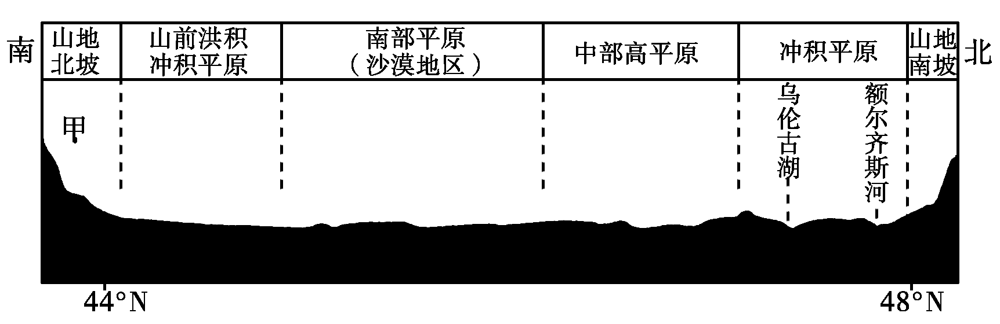 南
山地
北坡
山前洪积
冲积平原
南部平原
（沙漠地区）
中部高平原
冲积平原
山地
南坡
北
甲
乌伦古湖
额尔齐斯河
44°N
48°N